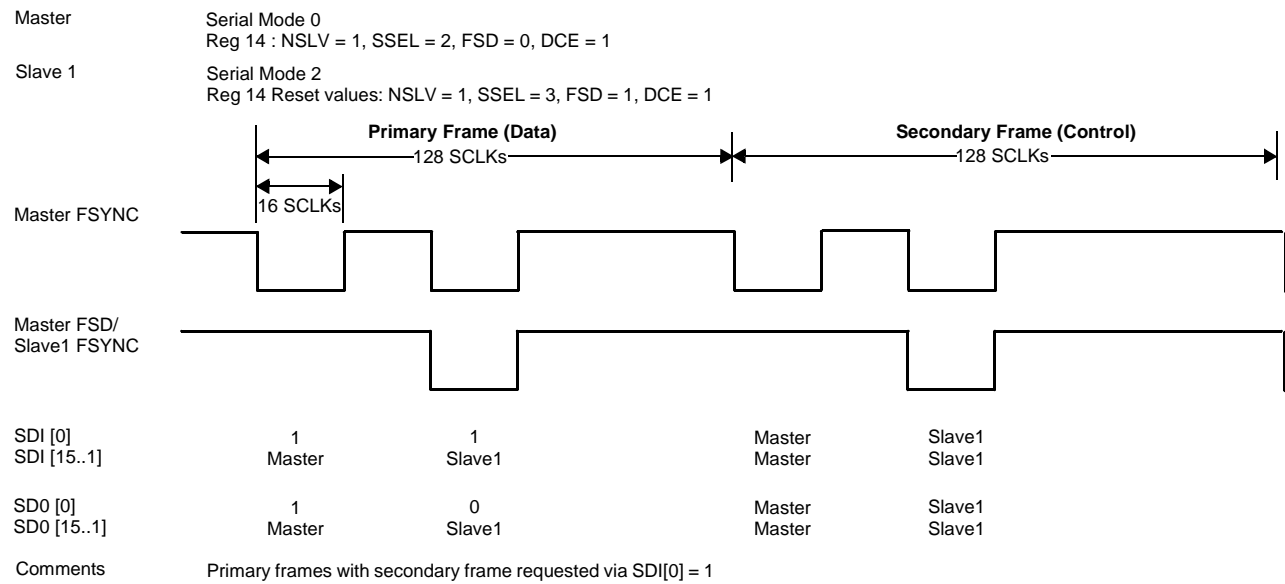 Master Serial Mode 0
Reg 14 : NSLV = 1, SSEL = 2, FSD = 0, DCE = 1
Slave 1 Serial Mode 2
Reg 14 Reset values: NSLV = 1, SSEL = 3, FSD = 1, DCE = 1
Primary Frame (Data) Secondary Frame (Control)
128 SCLKs 128 SCLKs
16 SCLKs
Master FSYNC
Master FSD/
Slave1 FSYNC
SDI [0] 1 1 Master Slave1
SDI [15..1] Master Slave1 Master Slave1
SD0 [0] 1 0 Master Slave1
SD0 [15..1] Master Slave1 Master Slave1
Comments Primary frames with secondary frame requested via SDI[0] = 1